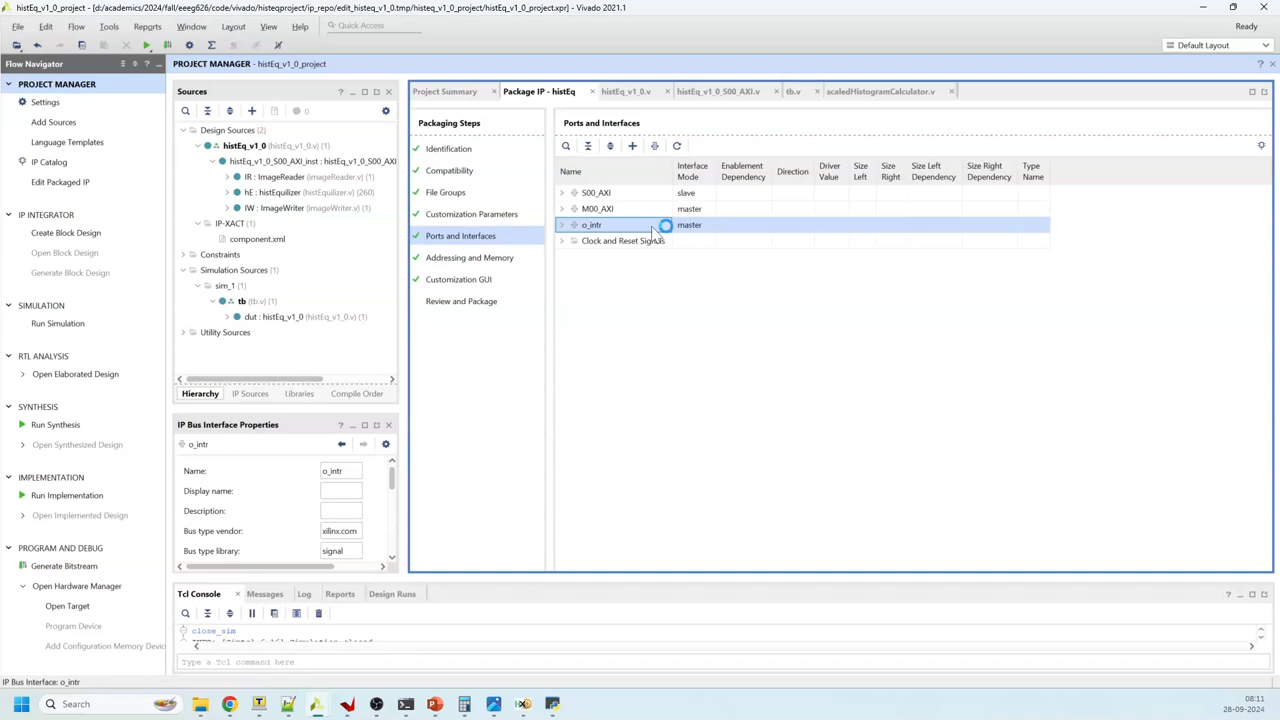 histEq_v1_0_project - [d:/academics/2024/fall/eeeg626/code/vivado/histeqproject/ip_repo/edit_histeq_v1_0.tmp/histeq_v1_0_project/histEq_v1_0_project.xpr] - Vivado 2021.1
File Edit Flow Tools Reports Window Layout View Help Quick Access Ready
Default Layout
Flow Navigator
PROJECT MANAGER
Settings
Add Sources
Language Templates
IP Catalog
Edit Packaged IP
IP INTEGRATOR
Create Block Design
Open Block Design
Generate Block Design
SIMULATION
Run Simulation
RTL ANALYSIS
Open Elaborated Design
SYNTHESIS
Run Synthesis
Open Synthesized Design
IMPLEMENTATION
Run Implementation
Open Implemented Design
PROGRAM AND DEBUG
Generate Bitstream
Open Hardware Manager
Open Target
Program Device
Add Configuration Memory Devic
PROJECT MANAGER - histEq_v1_0_project
Sources
0
Design Sources (2)
histEq_v1_0 (histEq_v1_0.v) (1)
histEq_v1_0_S00_AXI_inst : histEq_v1_0_S00_AXI
IR : ImageReader (imageReader.v) (1)
hE : histEquilizer (histEquilizer.v) (260)
IW : ImageWriter (imageWriter.v) (1)
IP-XACT (1)
component.xml
Constraints
Simulation Sources (1)
sim_1 (1)
tb (tb.v) (1)
dut : histEq_v1_0 (histEq_v1_0.v) (1)
Utility Sources
Hierarchy IP Sources Libraries Compile Order
IP Bus Interface Properties
o_intr
Name: o_intr
Display name:
Description:
Bus type vendor: xilinx.com
Bus type library: signal
Project Summary Package IP - histEq histEq_v1_0.v histEq_v1_0_S00_AXI.v tb.v scaledHistogramCalculator.v
Packaging Steps
Identification
Compatibility
File Groups
Customization Parameters
Ports and Interfaces
Addressing and Memory
Customization GUI
Review and Package
Ports and Interfaces
Name Interface Mode Enablement Dependency Direction Driver Value Size Left Size Right Size Left Dependency Size Right Dependency Type Name
S00_AXI slave
M00_AXI master
o_intr master
Clock and Reset Signals
Tcl Console Messages Log Reports Design Runs
close_sim
Type a Tcl command here
IP Bus Interface: o_intr
Search
08:11
28-09-2024